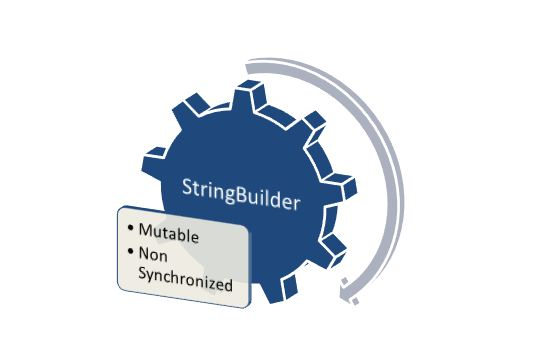 StringBuilder
• Mutable
• Non
Synchronized